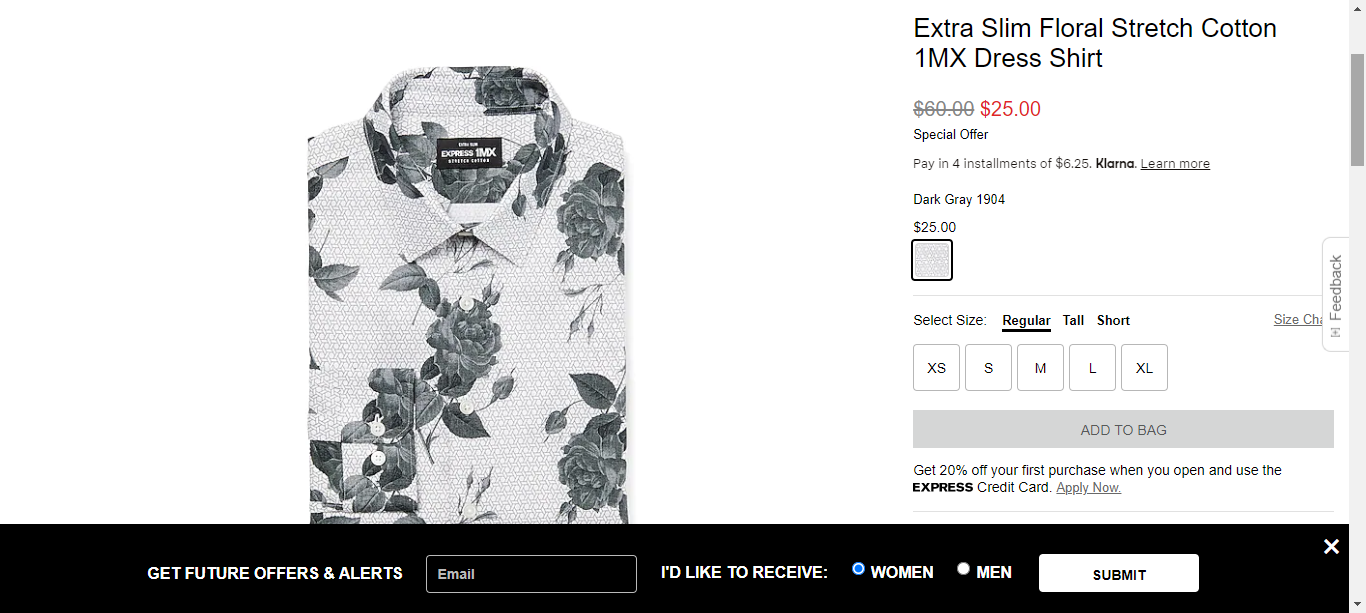 Extra Slim Floral Stretch Cotton
1MX Dress Shirt
$60.00 $25.00
Special Offer
Pay in 4 installments of $6.25. Klarna. Learn more
Dark Gray 1904
$25.00
Select Size: Regular Tall Short Size Cha
XS S M L XL
ADD TO BAG
Get 20% off your first purchase when you open and use the
EXPRESS Credit Card. Apply Now.
Feedback
EXTRA SLIM
EXPRESS 1MX
STRETCH COTTON
GET FUTURE OFFERS & ALERTS Email I'D LIKE TO RECEIVE: WOMEN MEN SUBMIT